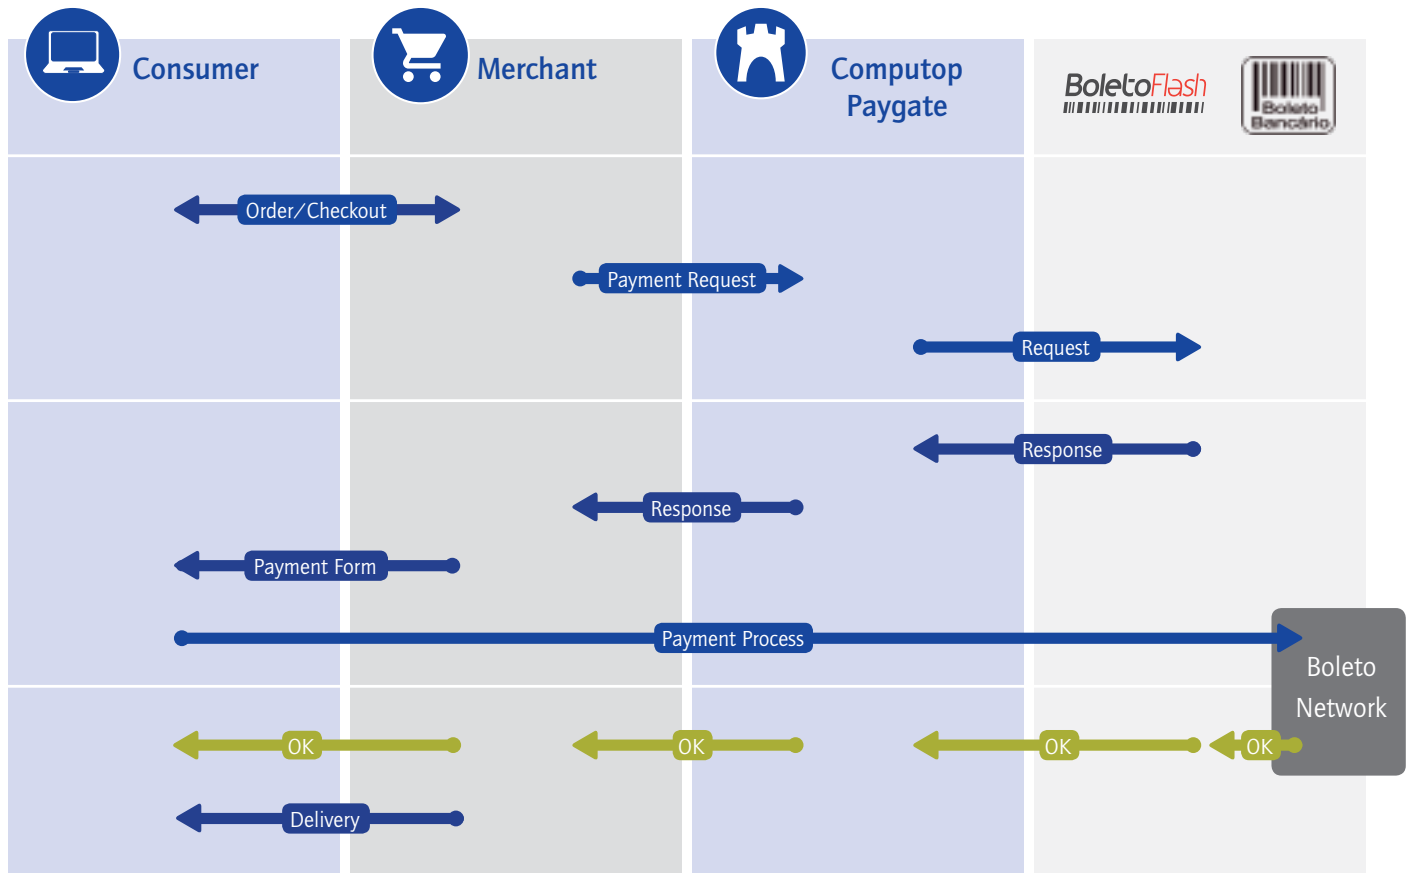 Consumer
Merchant
Computop
Paygate
BoletoFlash
Boleto
Bancário
Order/Checkout
Payment Request
Request
Response
Response
Payment Form
Payment Process
Boleto
Network
OK
OK
OK
OK
Delivery